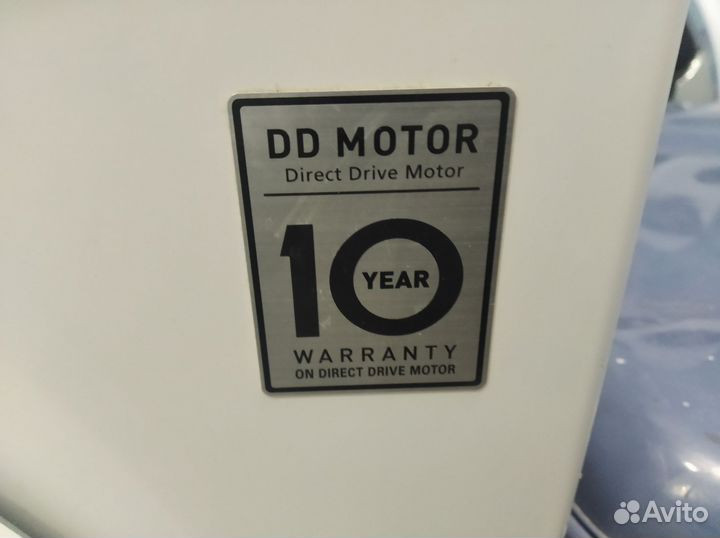 DD MOTOR
Direct Drive Motor
10 YEAR
WARRANTY
ON DIRECT DRIVE MOTOR
Avito